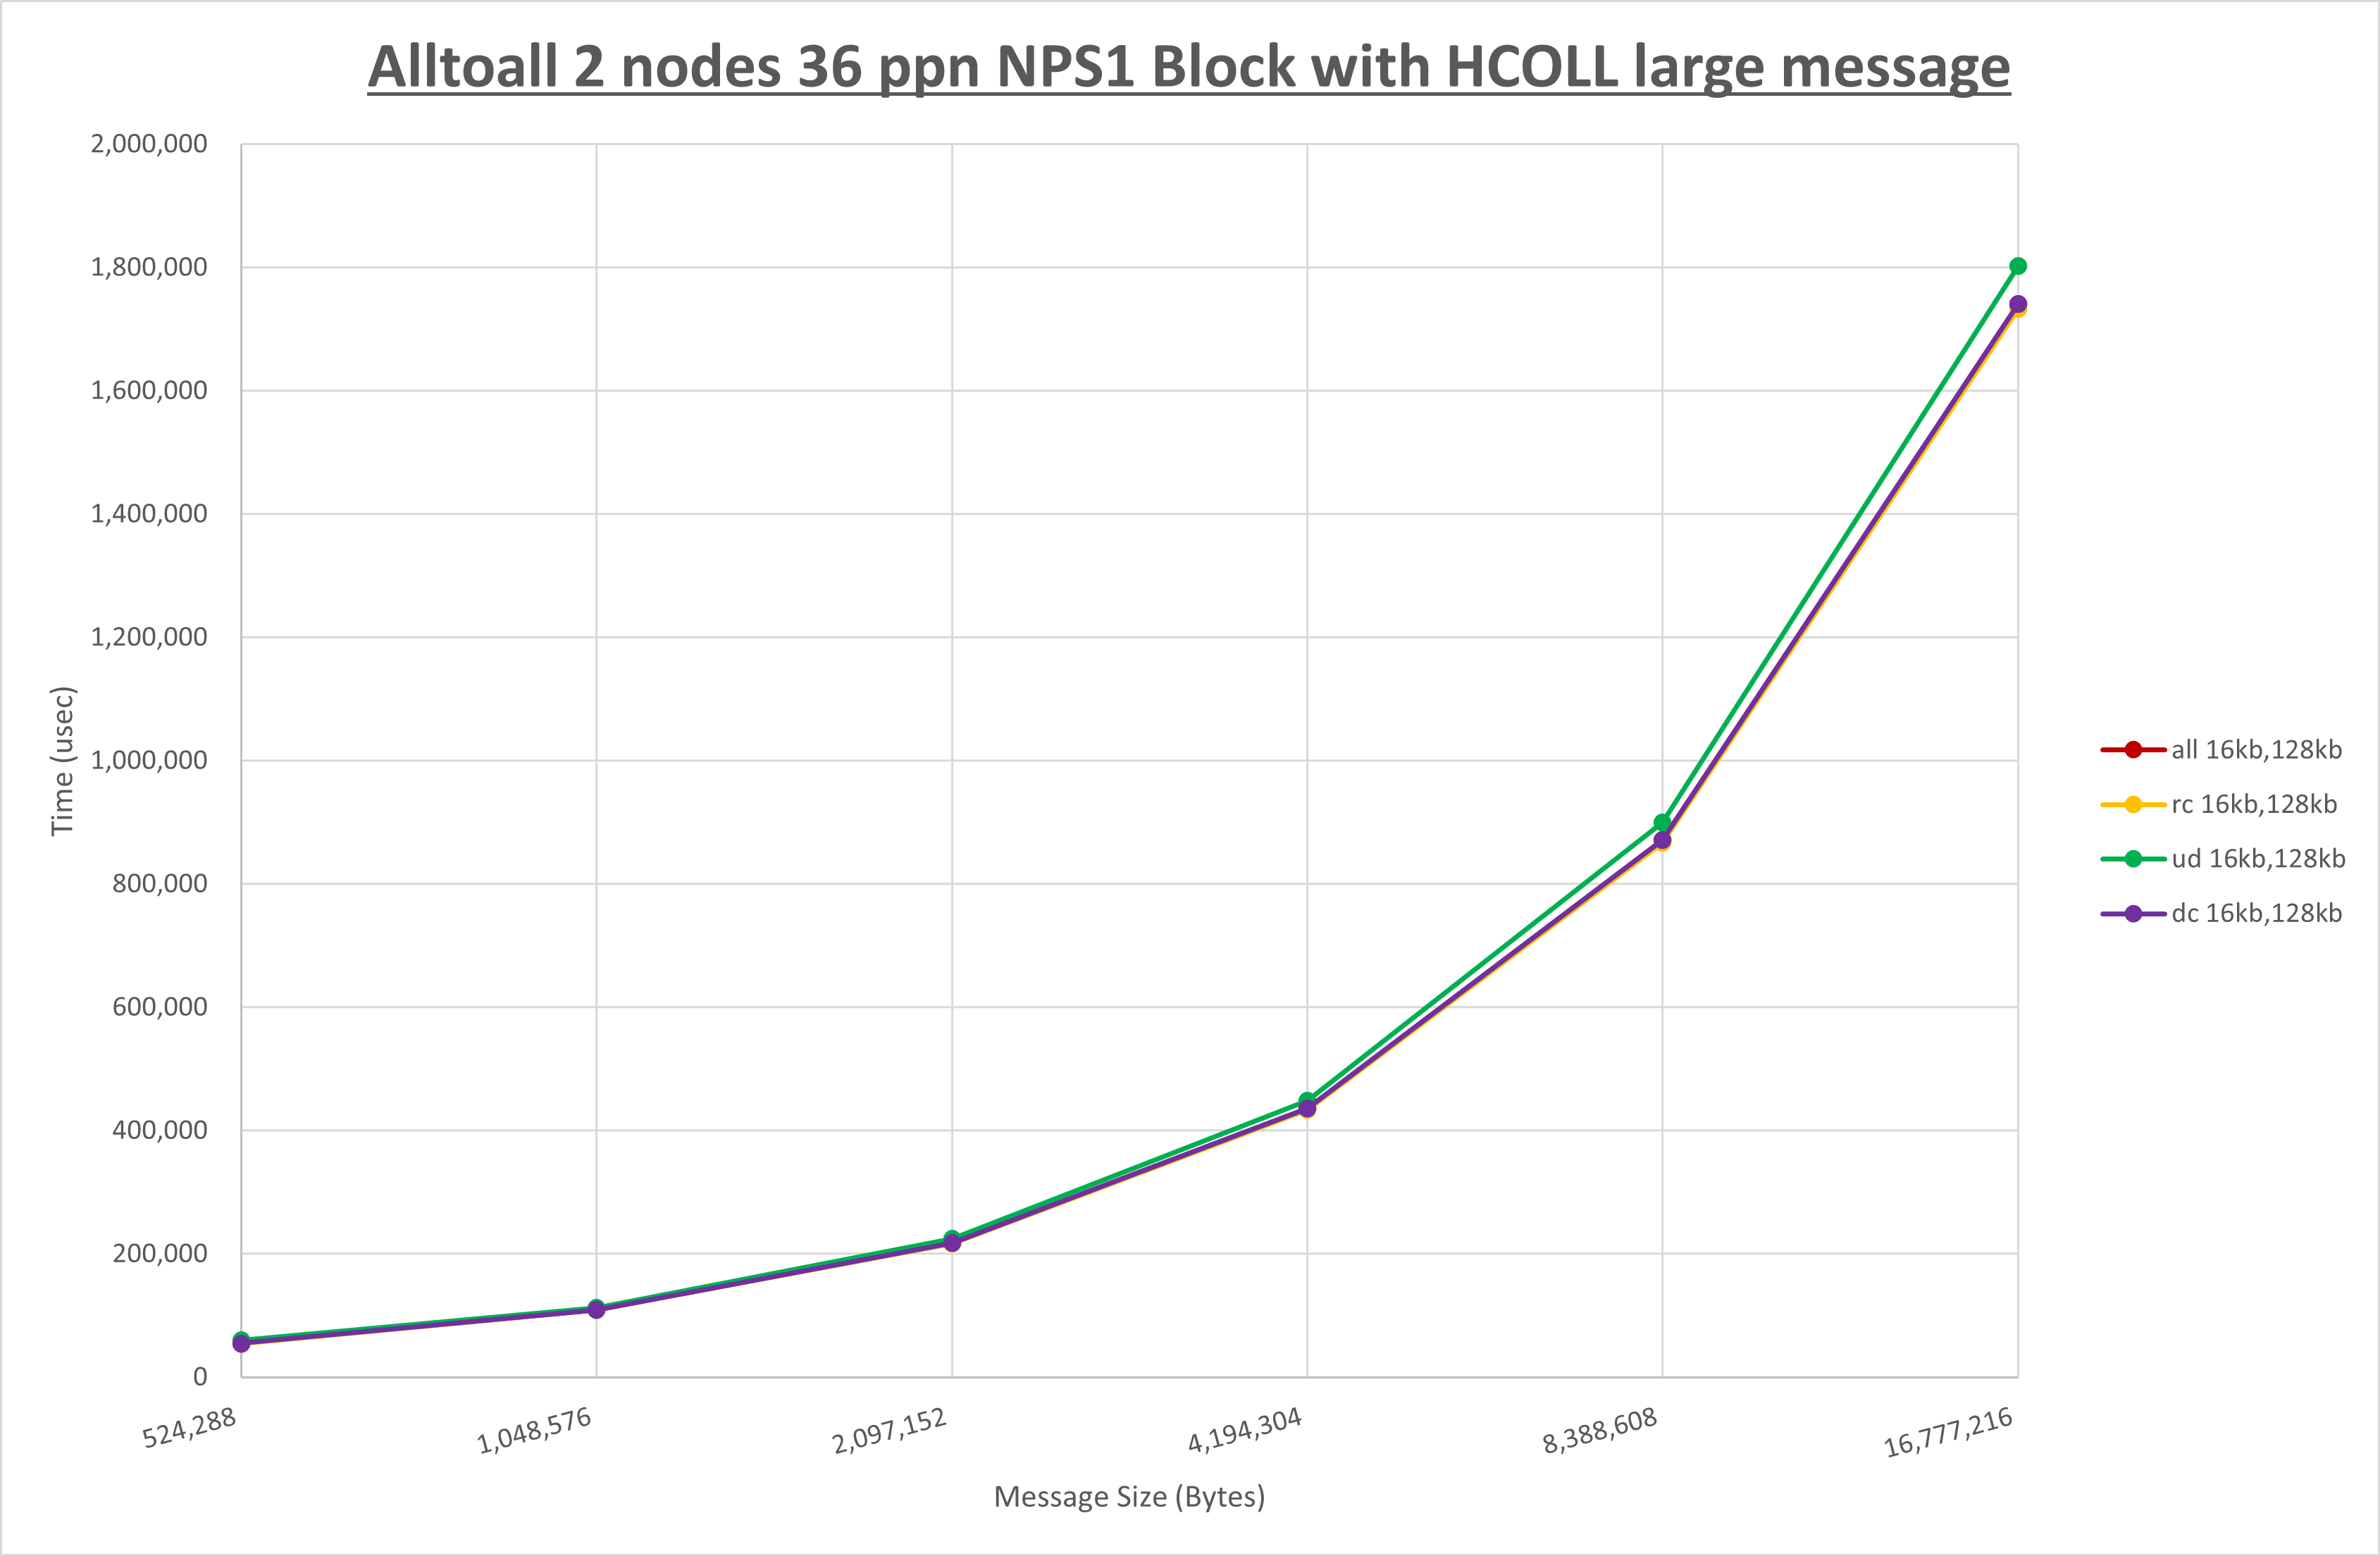 Alltoall 2 nodes 36 ppn NPS1 Block with HCOLL large message
2,000,000
1,800,000
1,600,000
1,400,000
1,200,000
1,000,000
800,000
600,000
400,000
200,000
0
Time (usec)
524,288
1,048,576
2,097,152
4,194,304
8,388,608
16,777,216
Message Size (Bytes)
all 16kb,128kb
rc 16kb,128kb
ud 16kb,128kb
dc 16kb,128kb